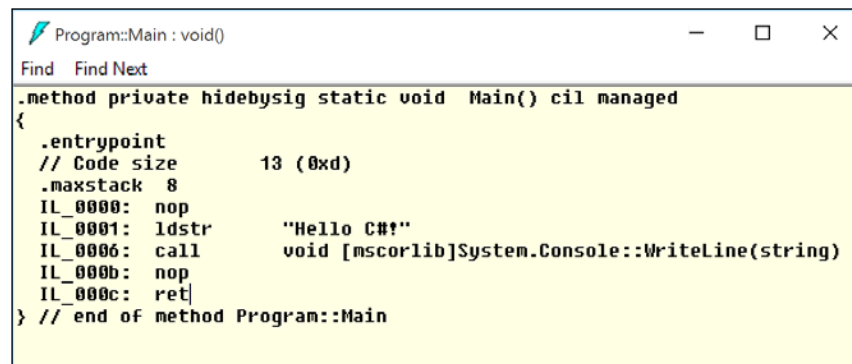 Program::Main : void()
Find Find Next
.method private hidebysig static void  Main() cil managed
{
  .entrypoint
  // Code size       13 (0xd)
  .maxstack  8
  IL_0000:  nop
  IL_0001:  ldstr      "Hello C#!"
  IL_0006:  call       void [mscorlib]System.Console::WriteLine(string)
  IL_000b:  nop
  IL_000c:  ret
} // end of method Program::Main